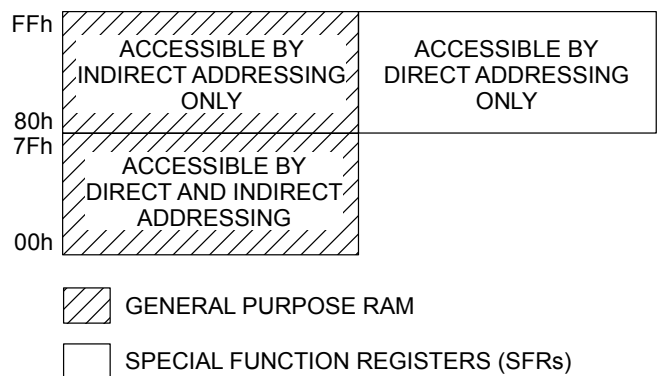 FFh
ACCESSIBLE BY
INDIRECT ADDRESSING
ONLY
ACCESSIBLE BY
DIRECT ADDRESSING
ONLY
80h
7Fh
ACCESSIBLE BY
DIRECT AND INDIRECT
ADDRESSING
00h
GENERAL PURPOSE RAM
SPECIAL FUNCTION REGISTERS (SFRs)